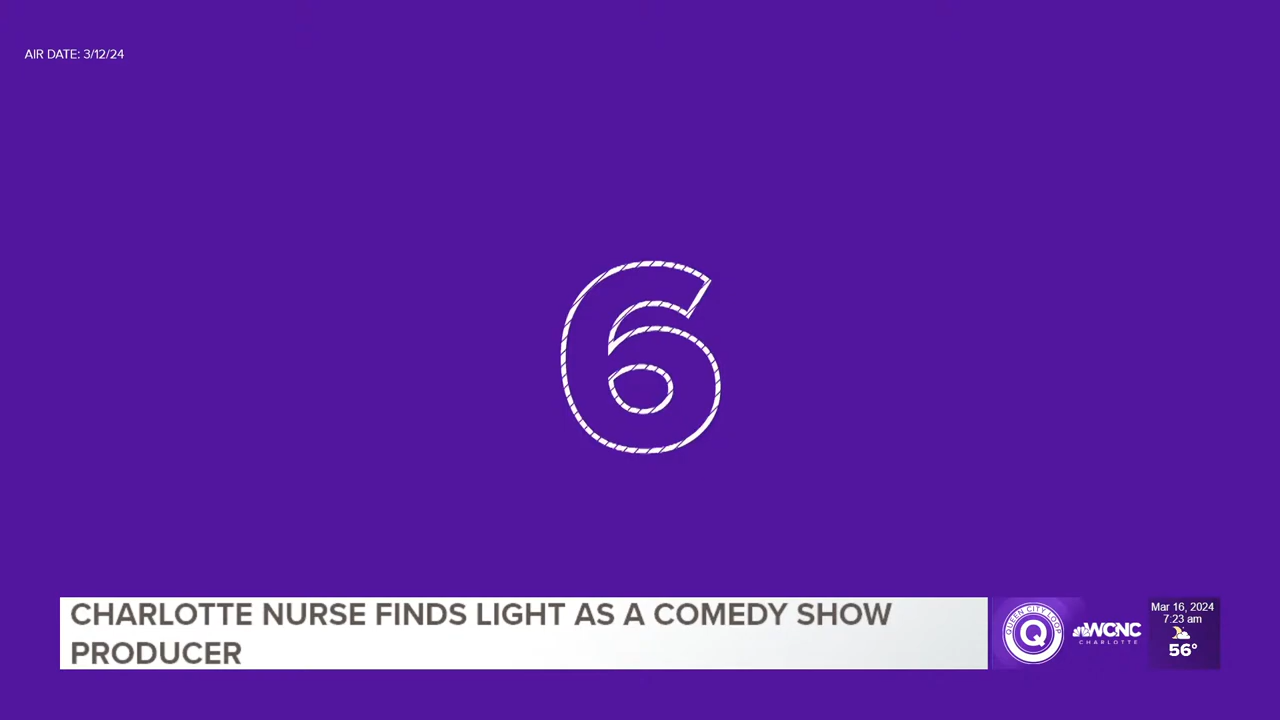 AIR DATE: 3/12/24
6
CHARLOTTE NURSE FINDS LIGHT AS A COMEDY SHOW
PRODUCER
QUEEN CITY LOOP
Q
WCNC
CHARLOTTE
Mar 16, 2024
7:23 am
56°